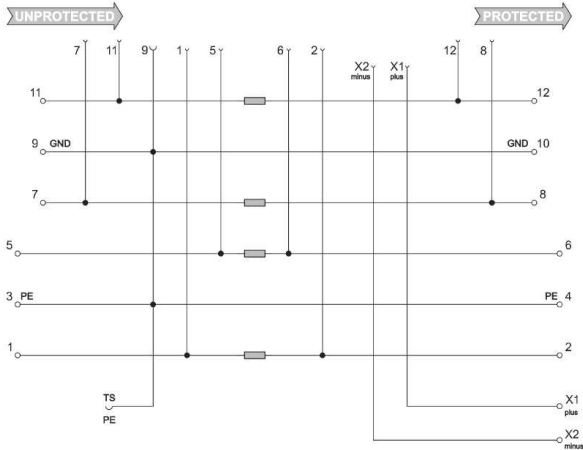 UNPROTECTED
PROTECTED
7 11 9 1 5 6 2 12 8
X2 X1
minus plus
11 12
9 GND GND 10
7 8
5 6
3 PE PE 4
1 2
TS
PE
X1
plus
X2
minus